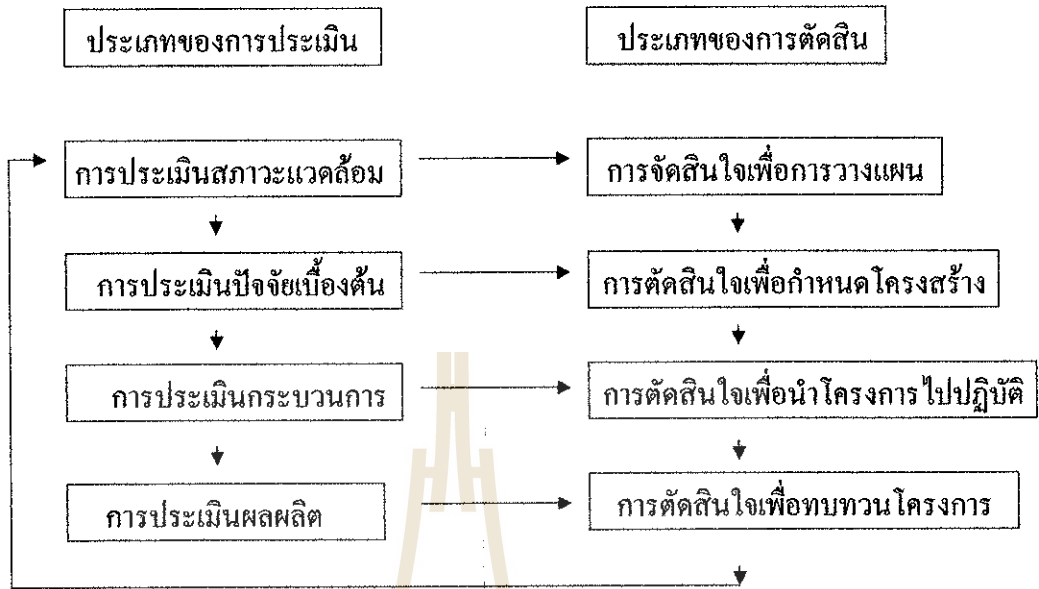 ประเภทของการประเมิน
ประเภทของการตัดสิน
การประเมินสภาวะแวดล้อม
การจัดสินใจเพื่อการวางแผน
การประเมินปัจจัยเบื้องต้น
การตัดสินใจเพื่อกำหนดโครงสร้าง
การประเมินกระบวนการ
การตัดสินใจเพื่อนำโครงการไปปฏิบัติ
การประเมินผลผลิต
การตัดสินใจเพื่อทบทวนโครงการ